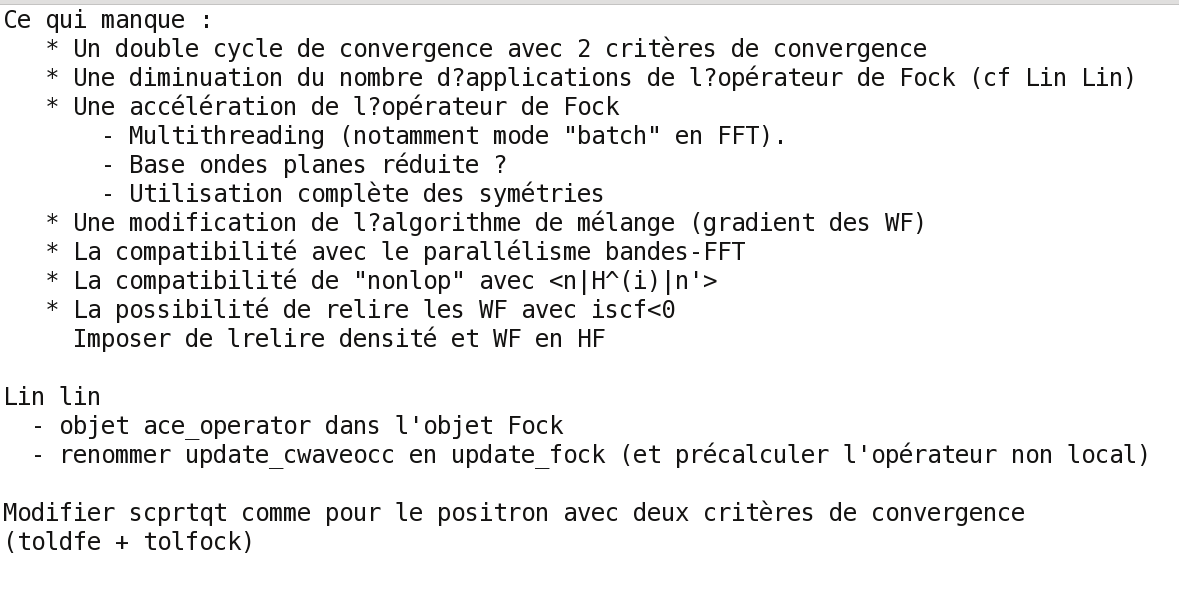 Ce qui manque :
* Un double cycle de convergence avec 2 critères de convergence
* Une diminuation du nombre d?applications de l?opérateur de Fock (cf Lin Lin)
* Une accélération de l?opérateur de Fock
- Multithreading (notamment mode "batch" en FFT).
- Base ondes planes réduite ?
- Utilisation complète des symétries
* Une modification de l?algorithme de mélange (gradient des WF)
* La compatibilité avec le parallélisme bandes-FFT
* La compatibilité de "nonlop" avec <n|H^(i)|n'>
* La possibilité de relire les WF avec iscf<0
Imposer de lrelire densité et WF en HF
Lin lin
- objet ace_operator dans l'objet Fock
- renommer update_cwaveocc en update_fock (et précalculer l'opérateur non local)
Modifier scprtqt comme pour le positron avec deux critères de convergence
(toldfe + tolfock)